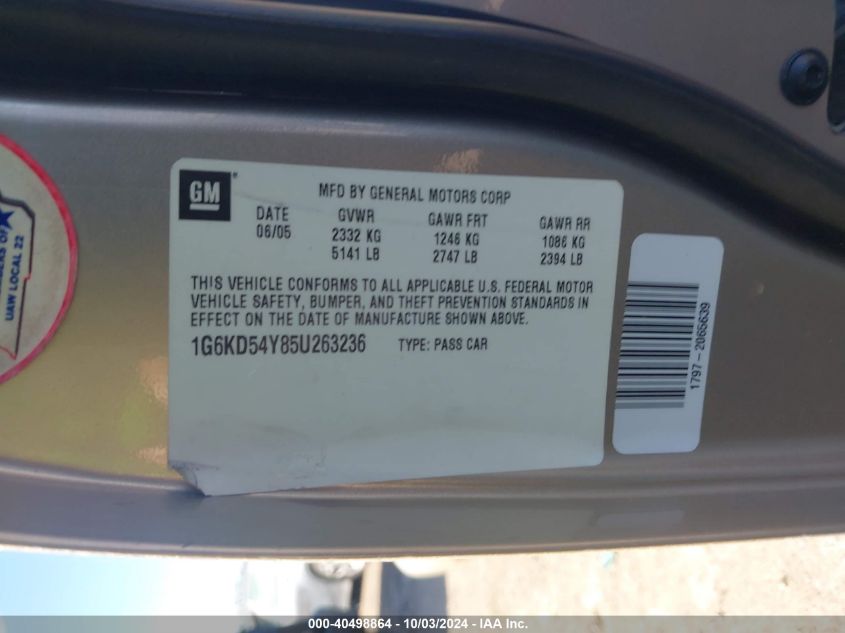 GM
MFD BY GENERAL MOTORS CORP
DATE GVWR GAWR FRT GAWR RR
06/05 2332 KG 1246 KG 1086 KG
5141 LB 2747 LB 2394 LB
THIS VEHICLE CONFORMS TO ALL APPLICABLE U.S. FEDERAL MOTOR
VEHICLE SAFETY, BUMPER, AND THEFT PREVENTION STANDARDS IN
EFFECT ON THE DATE OF MANUFACTURE SHOWN ABOVE.
1G6KD54Y85U263236 TYPE: PASS CAR
1797-2065639
OF
UAW LOCAL 22
000-40498864 - 10/03/2024 - IAA Inc.